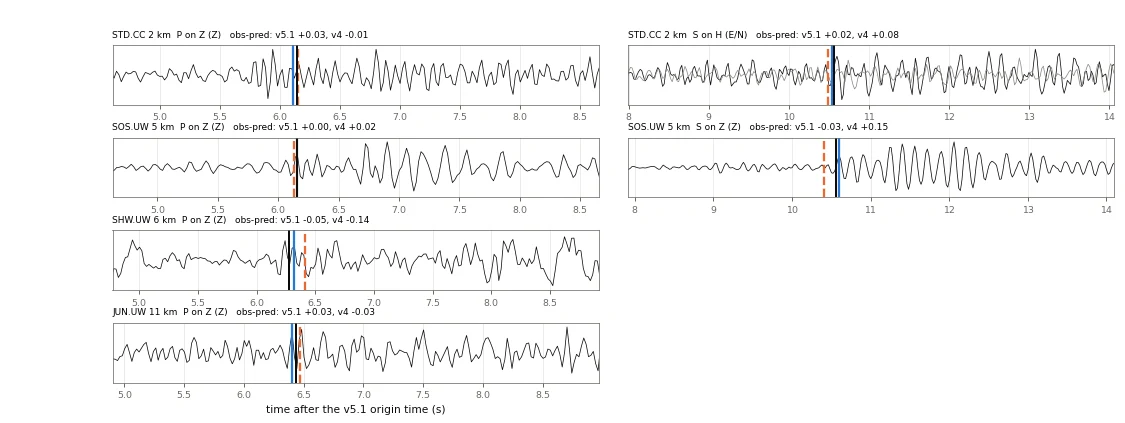 STD.CC 2 km  P on Z (Z)   obs-pred: v5.1 +0.03, v4 -0.01
5.0 5.5 6.0 6.5 7.0 7.5 8.0 8.5
STD.CC 2 km  S on H (E/N)   obs-pred: v5.1 +0.02, v4 +0.08
8 9 10 11 12 13 14
SOS.UW 5 km  P on Z (Z)   obs-pred: v5.1 +0.00, v4 +0.02
5.0 5.5 6.0 6.5 7.0 7.5 8.0 8.5
SOS.UW 5 km  S on Z (Z)   obs-pred: v5.1 -0.03, v4 +0.15
8 9 10 11 12 13 14
SHW.UW 6 km  P on Z (Z)   obs-pred: v5.1 -0.05, v4 -0.14
5.0 5.5 6.0 6.5 7.0 7.5 8.0 8.5
JUN.UW 11 km  P on Z (Z)   obs-pred: v5.1 +0.03, v4 -0.03
5.0 5.5 6.0 6.5 7.0 7.5 8.0 8.5
time after the v5.1 origin time (s)